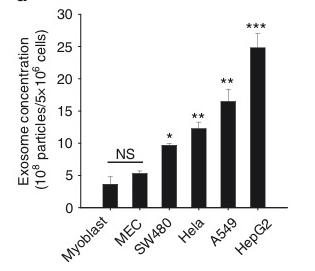 Exosome concentration
(10⁸ particles/5×10⁶ cells)
30
25
20
15
10
5
0
NS
*
**
**
***
Myoblast
MEC
SW480
Hela
A549
HepG2